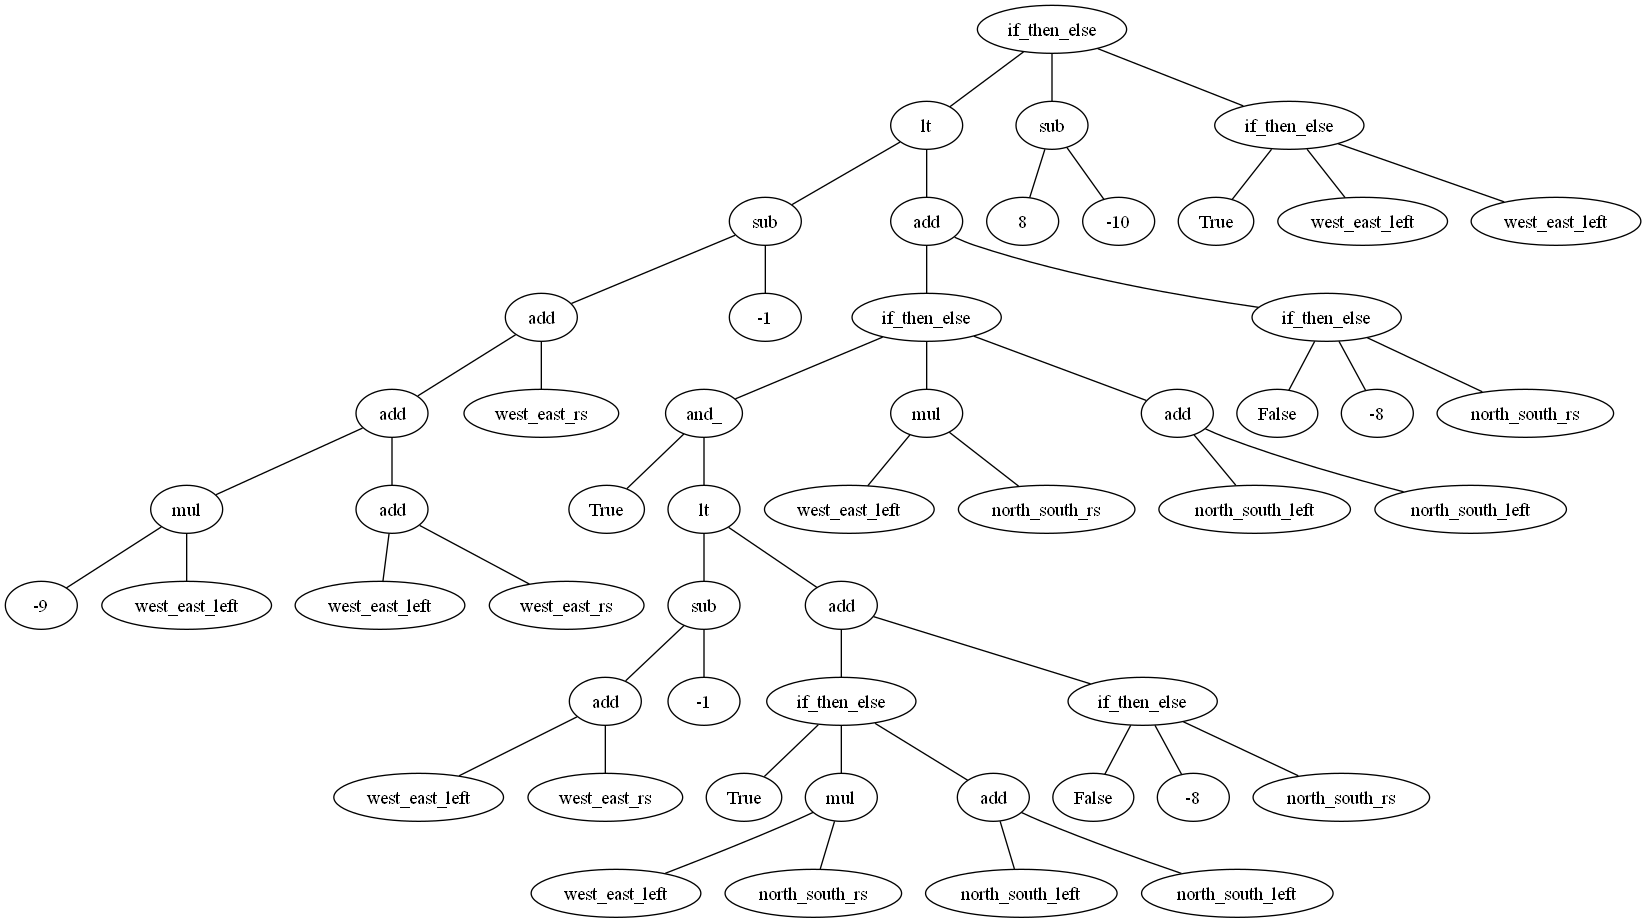 if_then_else
lt
sub
if_then_else
sub
add
8
-10
True
west_east_left
west_east_left
add
-1
if_then_else
if_then_else
add
west_east_rs
and_
mul
add
False
-8
north_south_rs
mul
add
True
lt
west_east_left
north_south_rs
north_south_left
north_south_left
-9
west_east_left
west_east_left
west_east_rs
sub
add
add
-1
if_then_else
if_then_else
west_east_left
west_east_rs
True
mul
add
False
-8
north_south_rs
west_east_left
north_south_rs
north_south_left
north_south_left